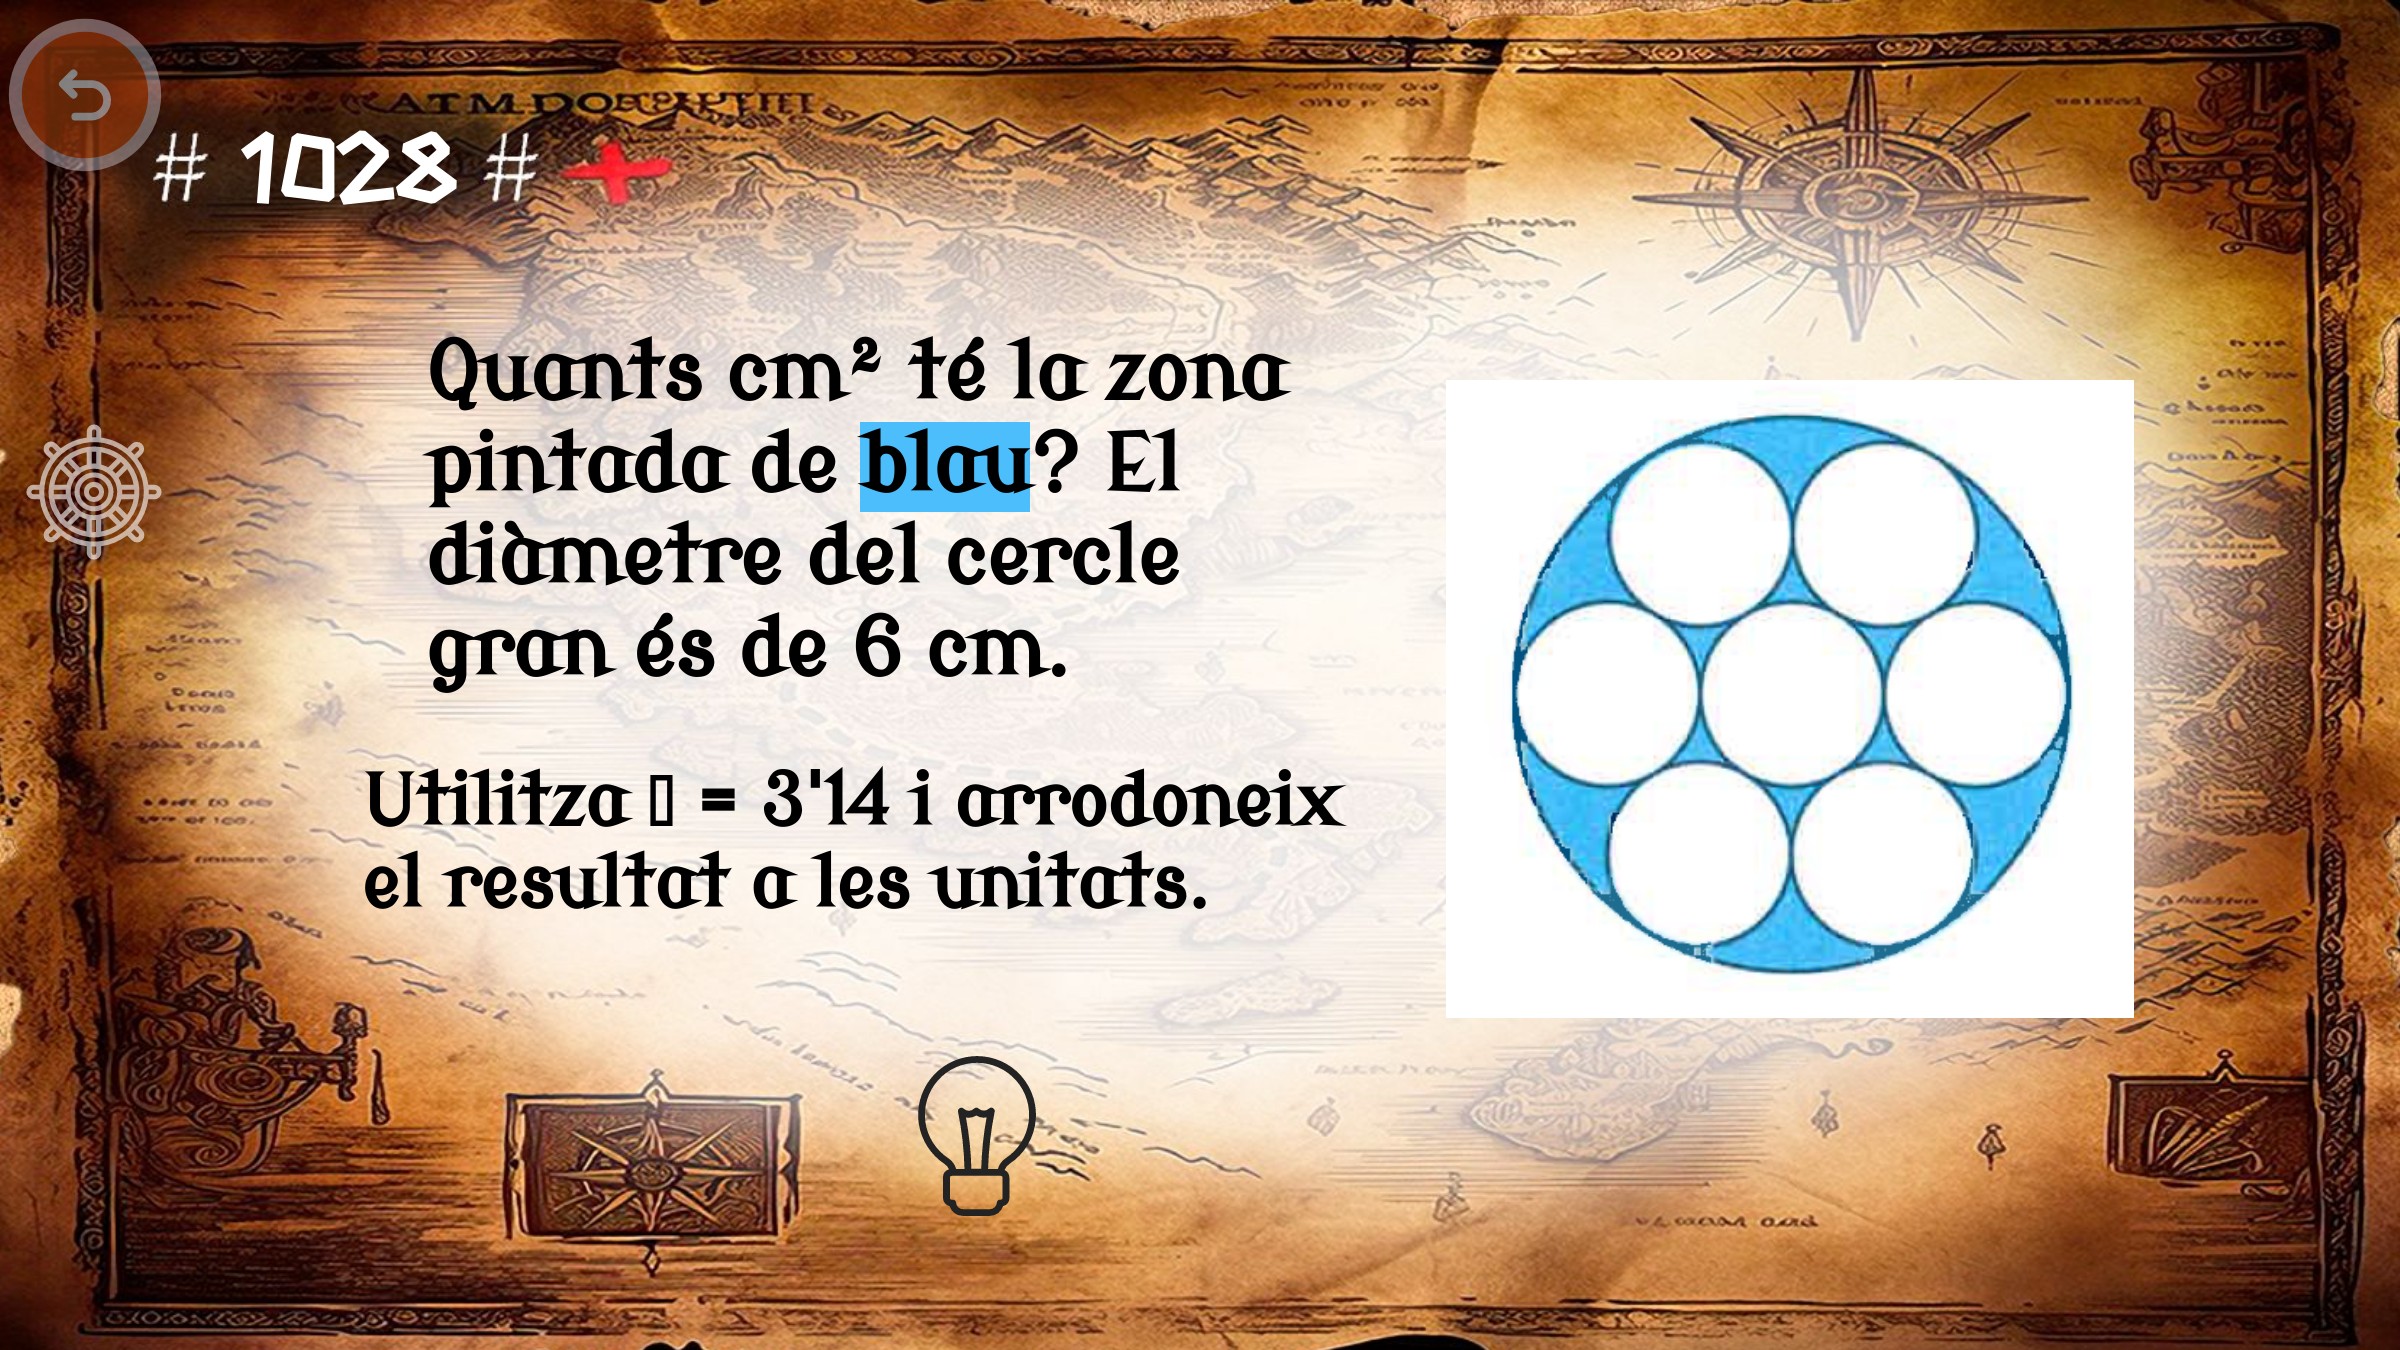 # 1028 #
Quants cm² té la zona
pintada de blau? El
diàmetre del cercle
gran és de 6 cm.
Utilitza ▯ = 3'14 i arrodoneix
el resultat a les unitats.